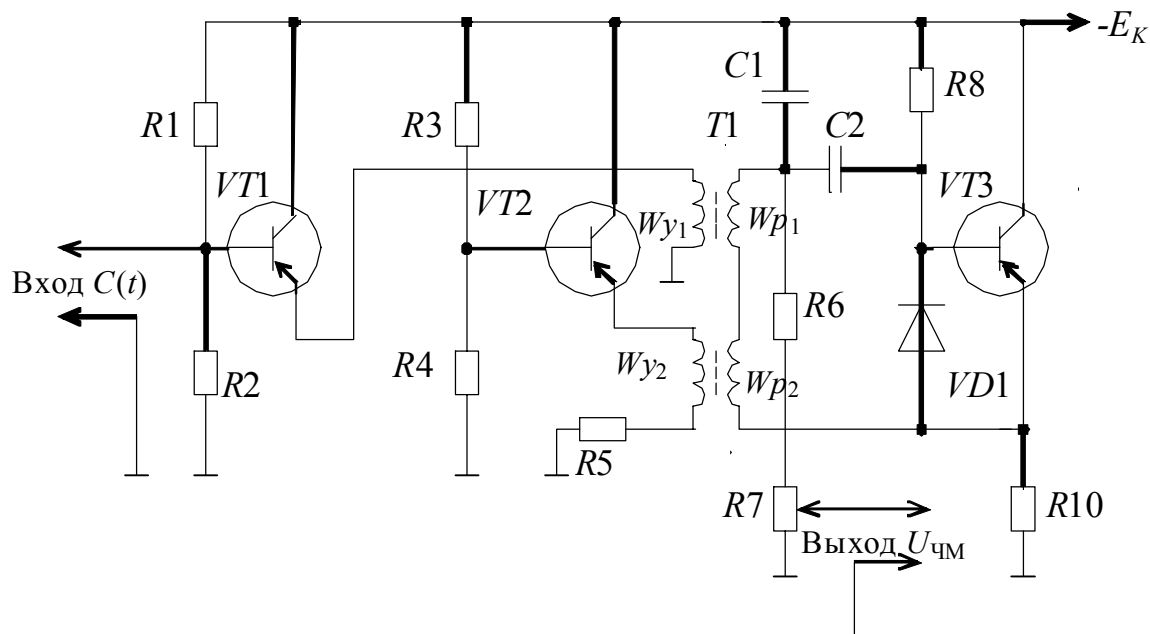 -E_K
C1
R8
R1
R3
T1
C2
VT1
VT2
VT3
Wy₁
Wp₁
Вход C(t)
R6
R2
R4
Wy₂
Wp₂
VD1
R5
R7
R10
Выход U_ЧМ